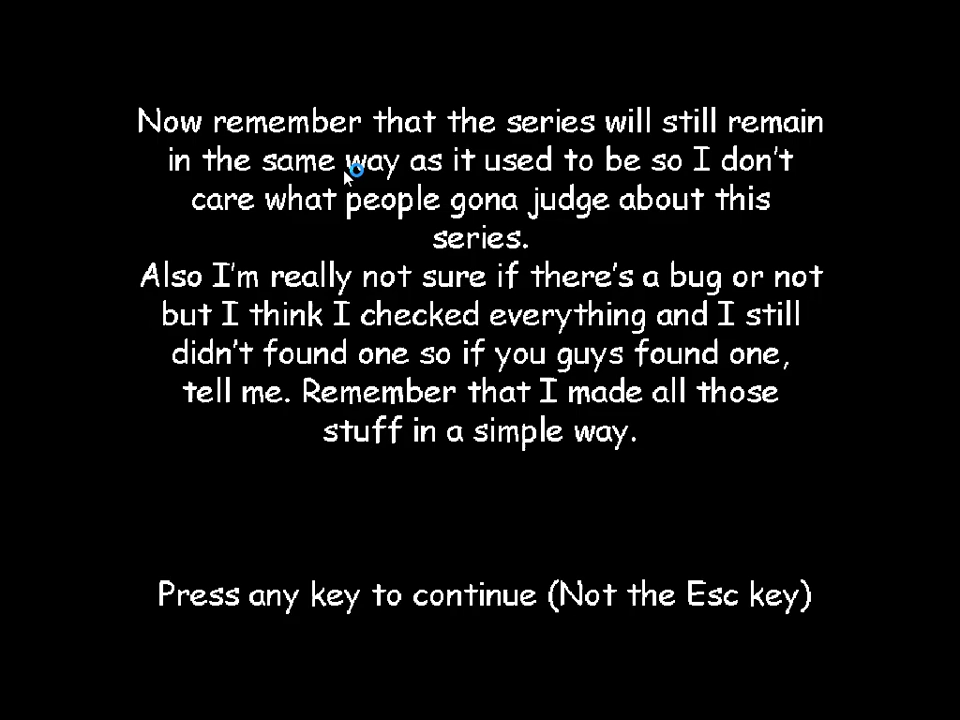 Now remember that the series will still remain
in the same way as it used to be so I don't
care what people gona judge about this
series.
Also I'm really not sure if there's a bug or not
but I think I checked everything and I still
didn't found one so if you guys found one,
tell me. Remember that I made all those
stuff in a simple way.
Press any key to continue (Not the Esc key)